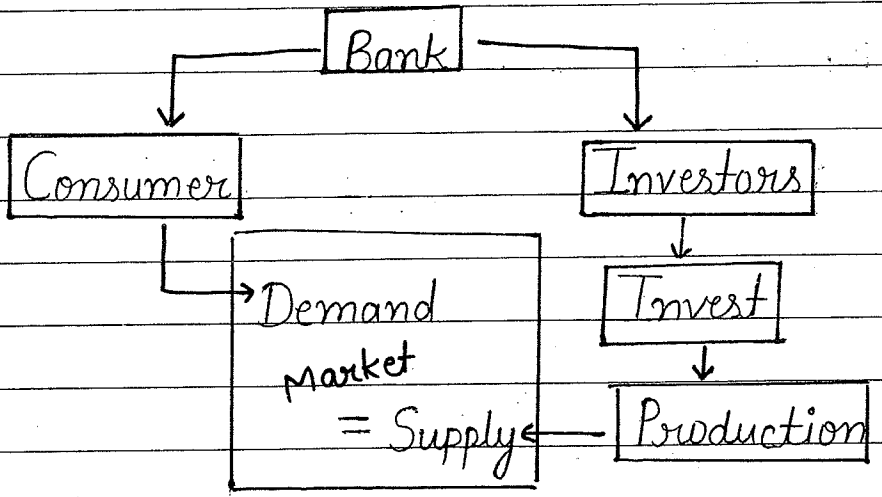 Bank
Consumer
Investors
Demand
Invest
Market
= Supply
Production